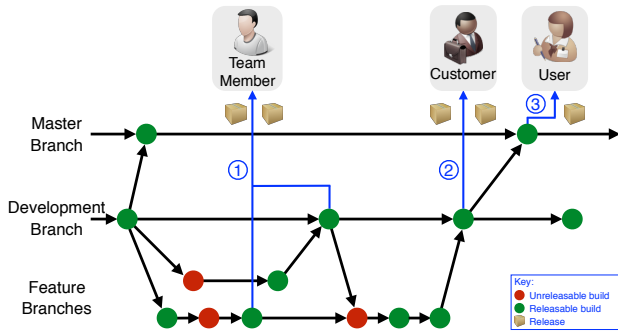 Team
Member
Customer
User
Master
Branch
①
②
③
Development
Branch
Feature
Branches
Key:
Unreleasable build
Releasable build
Release